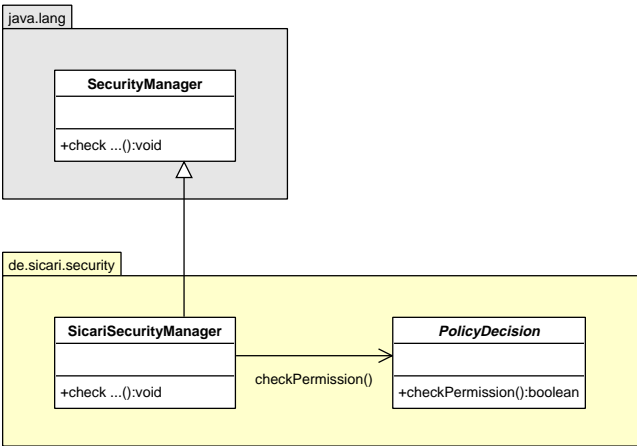 java.lang
SecurityManager
+check ...():void
de.sicari.security
SicariSecurityManager
+check ...():void
checkPermission()
PolicyDecision
+checkPermission():boolean